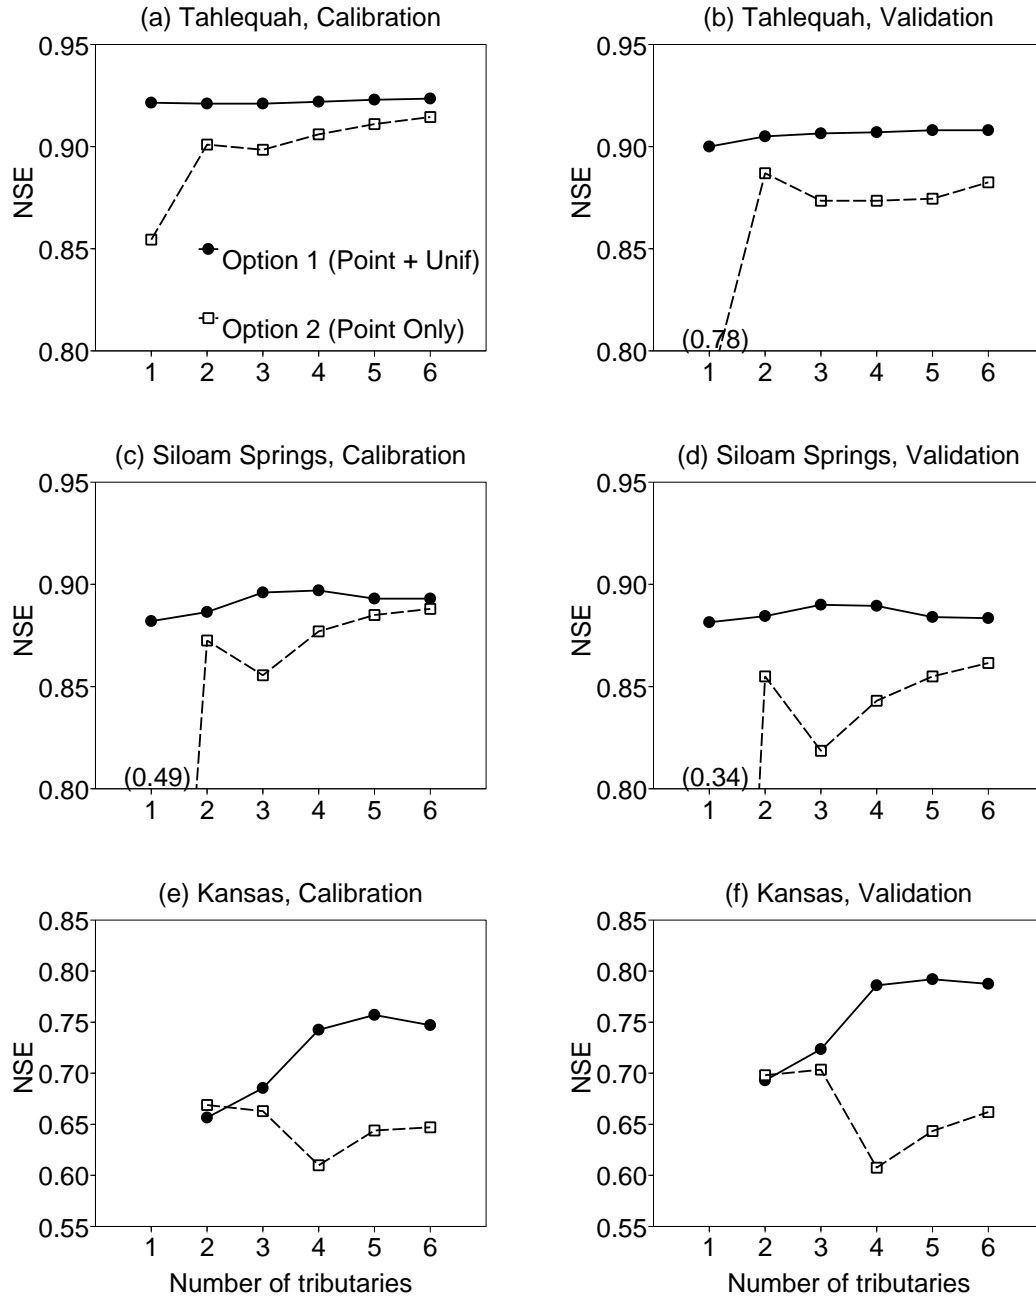 (a) Tahlequah, Calibration
0.95
0.90
0.85
0.80
NSE
Option 1 (Point + Unif)
Option 2 (Point Only)
1 2 3 4 5 6
(b) Tahlequah, Validation
0.95
0.90
0.85
0.80
NSE
(0.78)
1 2 3 4 5 6
(c) Siloam Springs, Calibration
0.95
0.90
0.85
0.80
NSE
(0.49)
1 2 3 4 5 6
(d) Siloam Springs, Validation
0.95
0.90
0.85
0.80
NSE
(0.34)
1 2 3 4 5 6
(e) Kansas, Calibration
0.85
0.80
0.75
0.70
0.65
0.60
0.55
NSE
1 2 3 4 5 6
Number of tributaries
(f) Kansas, Validation
0.85
0.80
0.75
0.70
0.65
0.60
0.55
NSE
1 2 3 4 5 6
Number of tributaries